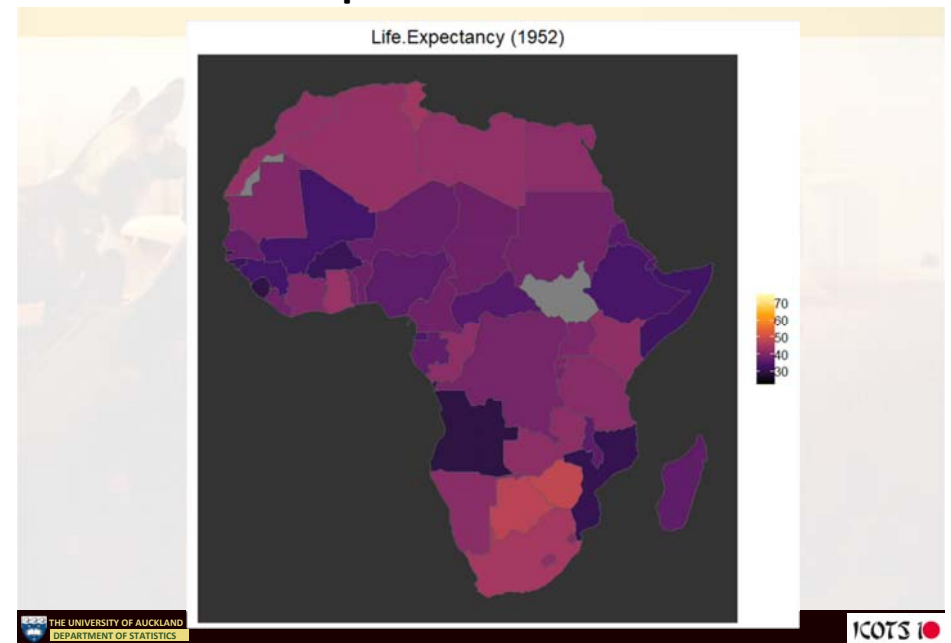 Life.Expectancy (1952)
70
60
50
40
30
THE UNIVERSITY OF AUCKLAND
DEPARTMENT OF STATISTICS
ICOTS 10